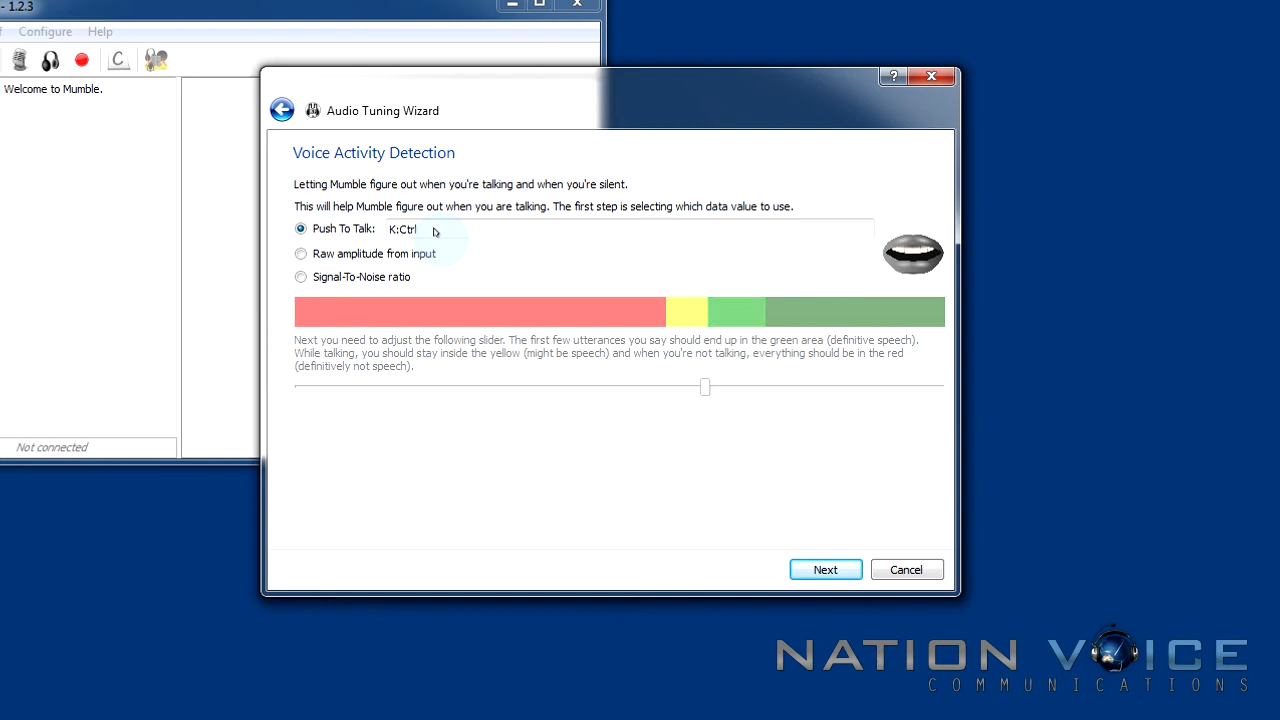 - 1.2.3
Configure Help
C
Welcome to Mumble.
Not connected
?
Audio Tuning Wizard
Voice Activity Detection
Letting Mumble figure out when you're talking and when you're silent.
This will help Mumble figure out when you are talking. The first step is selecting which data value to use.
Push To Talk: K:Ctrl
Raw amplitude from input
Signal-To-Noise ratio
Next you need to adjust the following slider. The first few utterances you say should end up in the green area (definitive speech).
While talking, you should stay inside the yellow (might be speech) and when you're not talking, everything should be in the red
(definitively not speech).
Next Cancel
NATION VOICE
COMMUNICATIONS